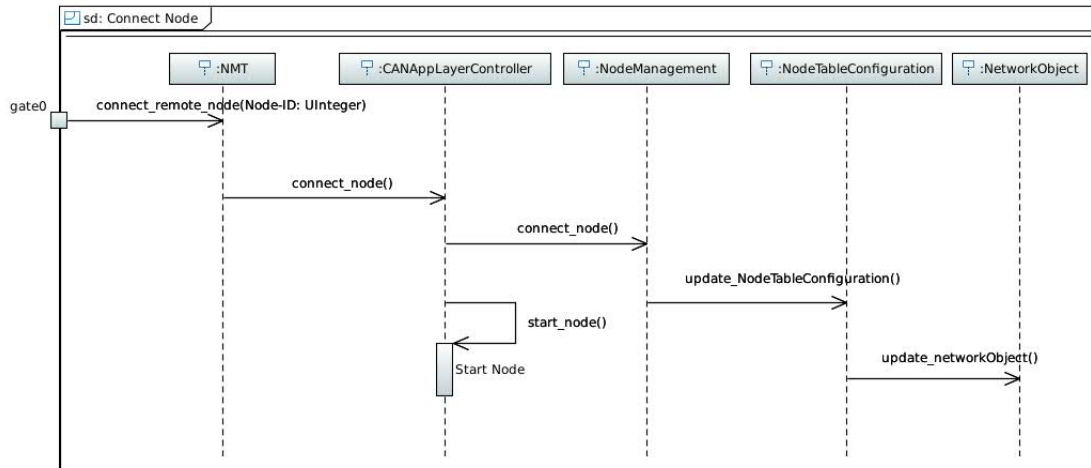 sd: Connect Node
:NMT
:CANAppLayerController
:NodeManagement
:NodeTableConfiguration
:NetworkObject
gate0
connect_remote_node(Node-ID: UInteger)
connect_node()
connect_node()
update_NodeTableConfiguration()
start_node()
update_networkObject()
Start Node